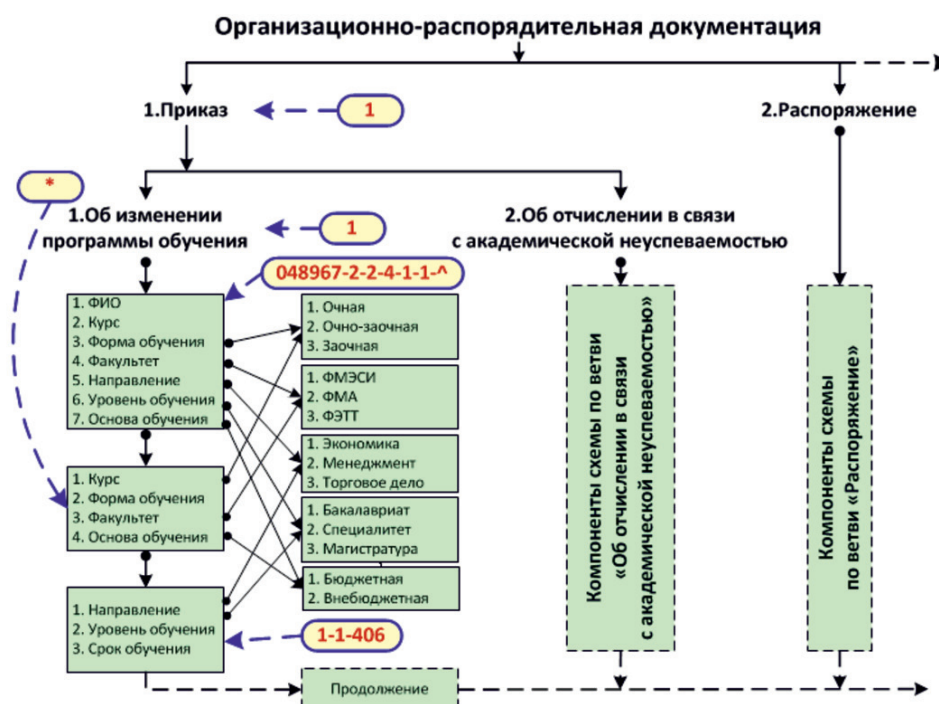 Организационно-распорядительная документация
1.Приказ
1
2.Распоряжение
*
1.Об изменении
программы обучения
1
2.Об отчислении в связи
с академической неуспеваемостью
048967-2-2-4-1-1-^
1. ФИО
2. Курс
3. Форма обучения
4. Факультет
5. Направление
6. Уровень обучения
7. Основа обучения
1. Очная
2. Очно-заочная
3. Заочная
1. ФМЭСИ
2. ФМА
3. ФЭТТ
1. Экономика
2. Менеджмент
3. Торговое дело
1. Курс
2. Форма обучения
3. Факультет
4. Основа обучения
1. Бакалавриат
2. Специалитет
3. Магистратура
1. Бюджетная
2. Внебюджетная
1. Направление
2. Уровень обучения
3. Срок обучения
1-1-406
Компоненты схемы по ветви
«Об отчислении в связи
с академической неуспеваемостью»
Компоненты схемы
по ветви «Распоряжение»
Продолжение